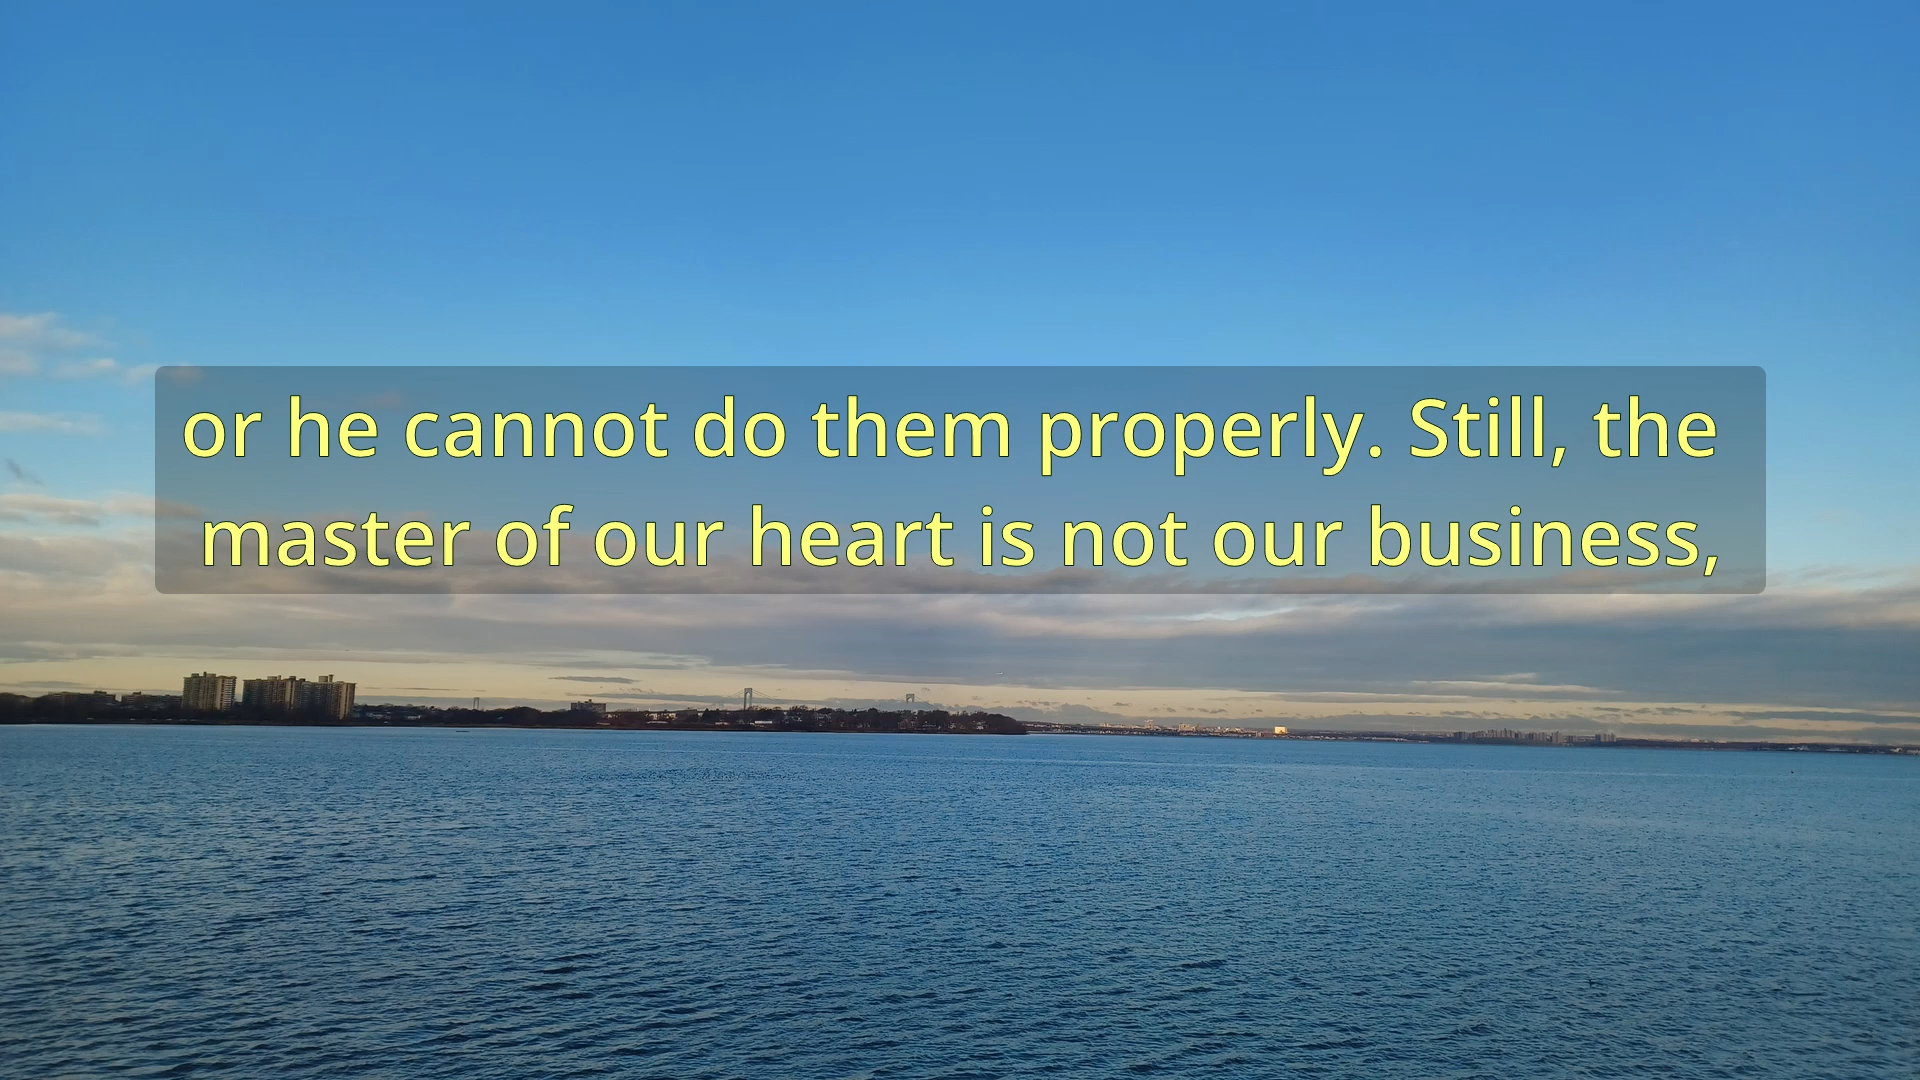 or he cannot do them properly. Still, the
master of our heart is not our business,